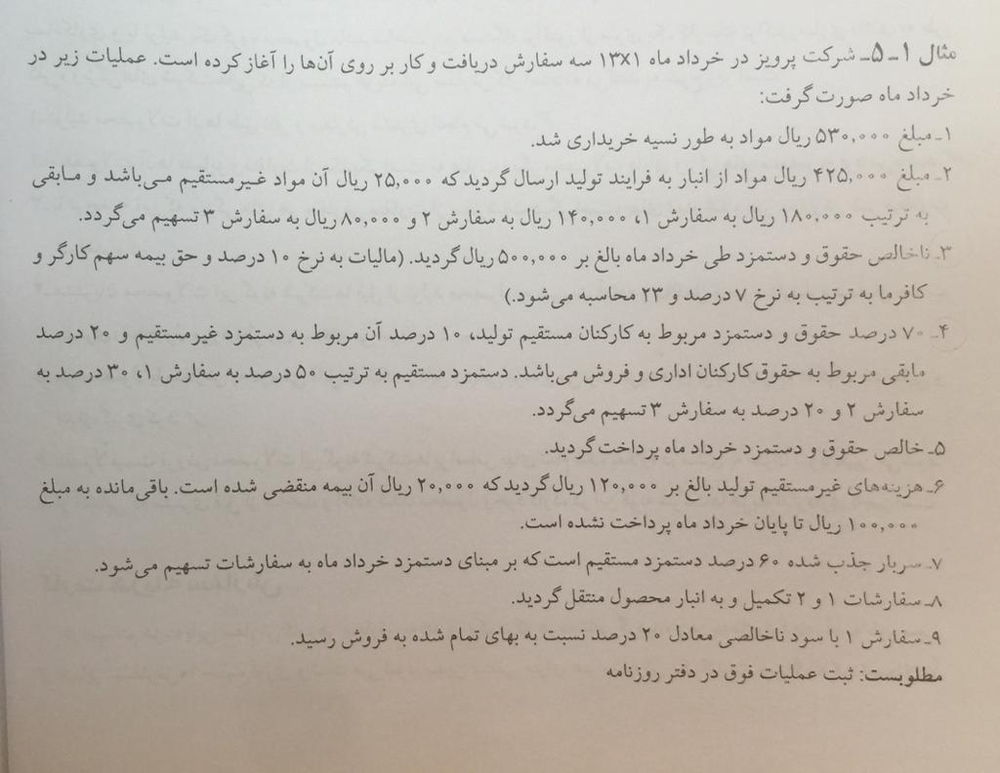 مثال ۱ـ۵ـ شرکت پرویز در خرداد ماه ۱۳X۱ سه سفارش دریافت و کار بر روی آن‌ها را آغاز کرده است. عملیات زیر در
خرداد ماه صورت گرفت:
۱ـ مبلغ ۵۳۰,۰۰۰ ریال مواد به طور نسیه خریداری شد.
۲ـ مبلغ ۴۲۵,۰۰۰ ریال مواد از انبار به فرایند تولید ارسال گردید که ۲۵,۰۰۰ ریال آن مواد غیرمستقیم می‌باشد و مابقی
به ترتیب ۱۸۰,۰۰۰ ریال به سفارش ۱، ۱۴۰,۰۰۰ ریال به سفارش ۲ و ۸۰,۰۰۰ ریال به سفارش ۳ تسهیم می‌گردد.
۳ـ ناخالص حقوق و دستمزد طی خرداد ماه بالغ بر ۵۰۰,۰۰۰ ریال گردید. (مالیات به نرخ ۱۰ درصد و حق بیمه سهم کارگر و
کافرما به ترتیب به نرخ ۷ درصد و ۲۳ محاسبه می‌شود.)
۴ـ ۷۰ درصد حقوق و دستمزد مربوط به کارکنان مستقیم تولید، ۱۰ درصد آن مربوط به دستمزد غیرمستقیم و ۲۰ درصد
مابقی مربوط به حقوق کارکنان اداری و فروش می‌باشد. دستمزد مستقیم به ترتیب ۵۰ درصد به سفارش ۱، ۳۰ درصد به
سفارش ۲ و ۲۰ درصد به سفارش ۳ تسهیم می‌گردد.
۵ـ خالص حقوق و دستمزد خرداد ماه پرداخت گردید.
۶ـ هزینه‌های غیرمستقیم تولید بالغ بر ۱۲۰,۰۰۰ ریال گردید که ۲۰,۰۰۰ ریال آن بیمه منقضی شده است. باقی‌مانده به مبلغ
۱۰۰,۰۰۰ ریال تا پایان خرداد ماه پرداخت نشده است.
۷ـ سربار جذب شده ۶۰ درصد دستمزد مستقیم است که بر مبنای دستمزد خرداد ماه به سفارشات تسهیم می‌شود.
۸ـ سفارشات ۱ و ۲ تکمیل و به انبار محصول منتقل گردید.
۹ـ سفارش ۱ با سود ناخالصی معادل ۲۰ درصد نسبت به بهای تمام شده به فروش رسید.
مطلوبست: ثبت عملیات فوق در دفتر روزنامه